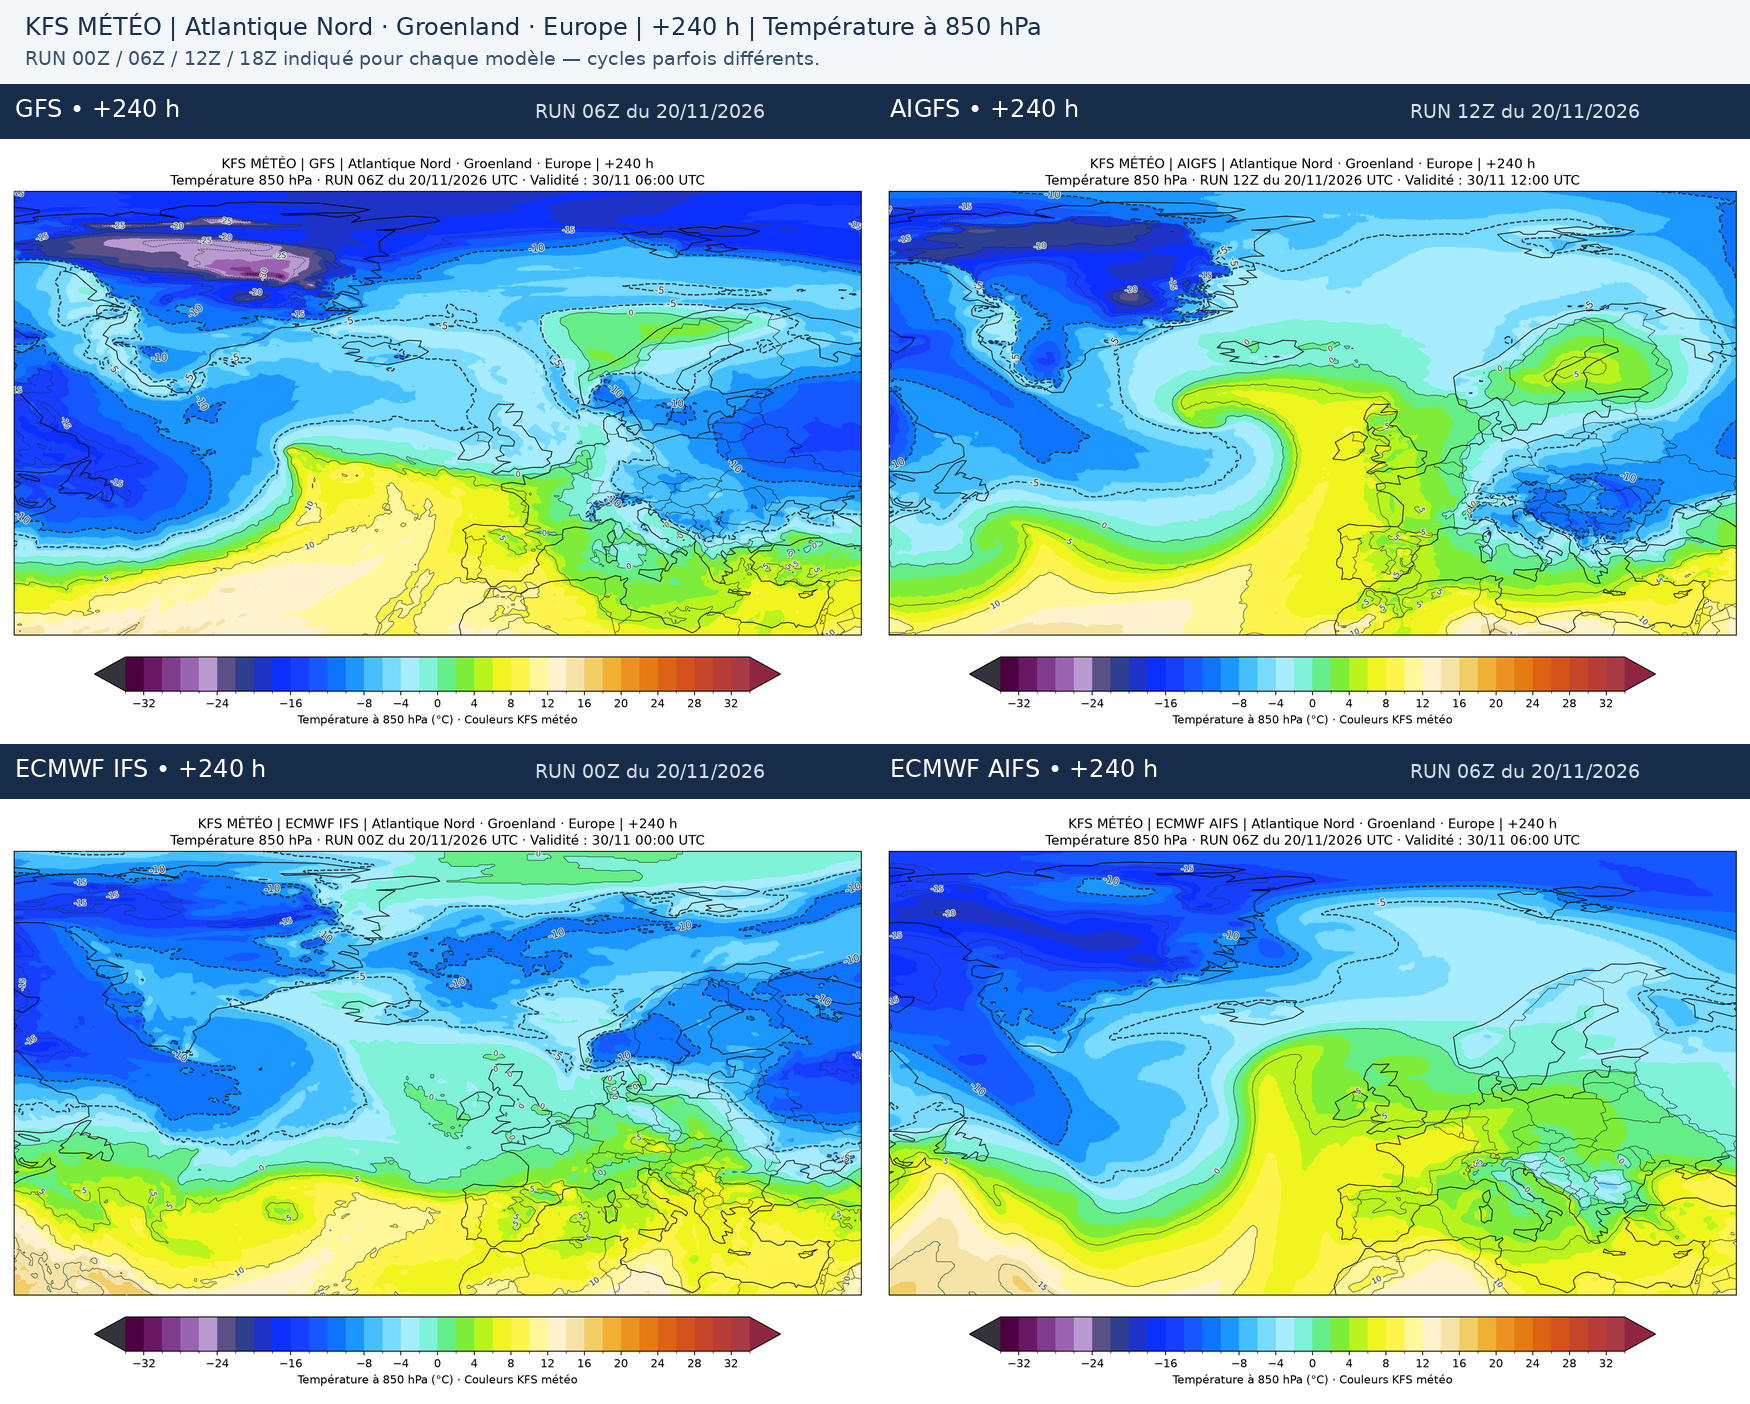 KFS MÉTÉO | Atlantique Nord · Groenland · Europe | +240 h | Température à 850 hPa
RUN 00Z / 06Z / 12Z / 18Z indiqué pour chaque modèle — cycles parfois différents.
GFS • +240 h
RUN 06Z du 20/11/2026
AIGFS • +240 h
RUN 12Z du 20/11/2026
KFS MÉTÉO | GFS | Atlantique Nord · Groenland · Europe | +240 h
Température 850 hPa · RUN 06Z du 20/11/2026 UTC · Validité : 30/11 06:00 UTC
KFS MÉTÉO | AIGFS | Atlantique Nord · Groenland · Europe | +240 h
Température 850 hPa · RUN 12Z du 20/11/2026 UTC · Validité : 30/11 12:00 UTC
−32 −24 −16 −8 −4 0 4 8 12 16 20 24 28 32
Température à 850 hPa (°C) · Couleurs KFS météo
−32 −24 −16 −8 −4 0 4 8 12 16 20 24 28 32
Température à 850 hPa (°C) · Couleurs KFS météo
ECMWF IFS • +240 h
RUN 00Z du 20/11/2026
ECMWF AIFS • +240 h
RUN 06Z du 20/11/2026
KFS MÉTÉO | ECMWF IFS | Atlantique Nord · Groenland · Europe | +240 h
Température 850 hPa · RUN 00Z du 20/11/2026 UTC · Validité : 30/11 00:00 UTC
KFS MÉTÉO | ECMWF AIFS | Atlantique Nord · Groenland · Europe | +240 h
Température 850 hPa · RUN 06Z du 20/11/2026 UTC · Validité : 30/11 06:00 UTC
−32 −24 −16 −8 −4 0 4 8 12 16 20 24 28 32
Température à 850 hPa (°C) · Couleurs KFS météo
−32 −24 −16 −8 −4 0 4 8 12 16 20 24 28 32
Température à 850 hPa (°C) · Couleurs KFS météo